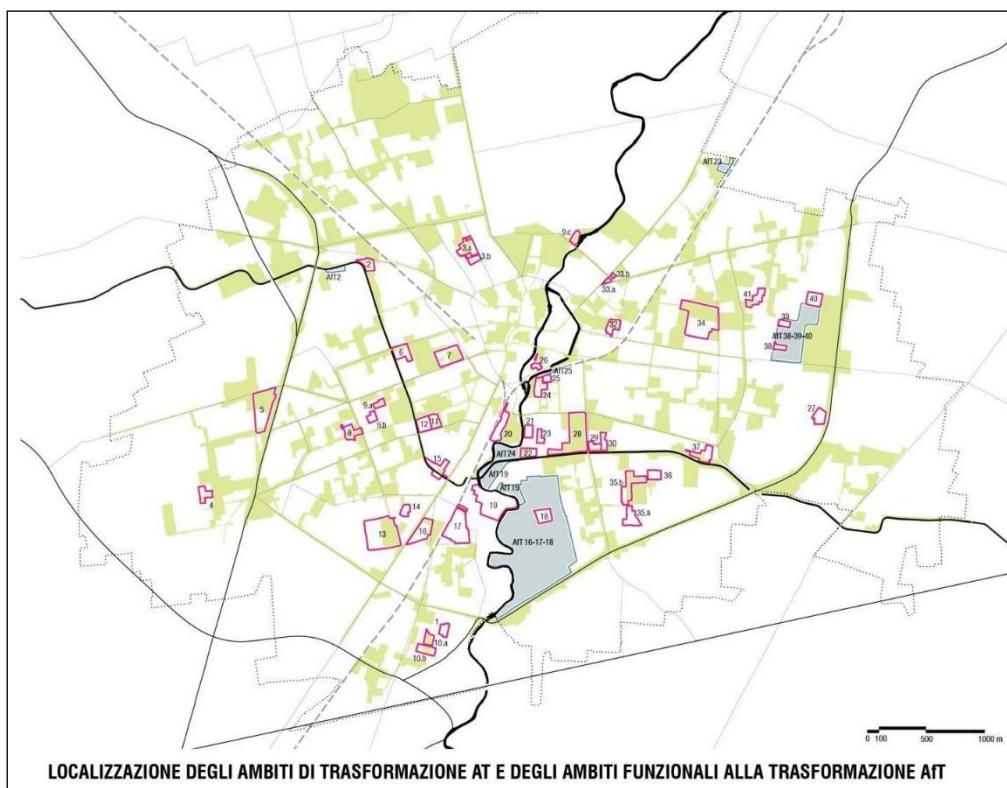 AfT23
9.c
3.a
3.b
2
AfT2
33.b
33.a
40
41
39
34
32
AfT38-39-40
38
6
7
26
AfT25
25
24
5
9.a
9.b
8
12
11
27
21
23
20
28
29
30
22
AfT24
37
15
AfT19
AfT19
36
35.b
4
19
18
35.a
14
13
16
17
AfT16-17-18
1
10.a
10.b
0 100 500 1000 m
LOCALIZZAZIONE DEGLI AMBITI DI TRASFORMAZIONE AT E DEGLI AMBITI FUNZIONALI ALLA TRASFORMAZIONE AfT